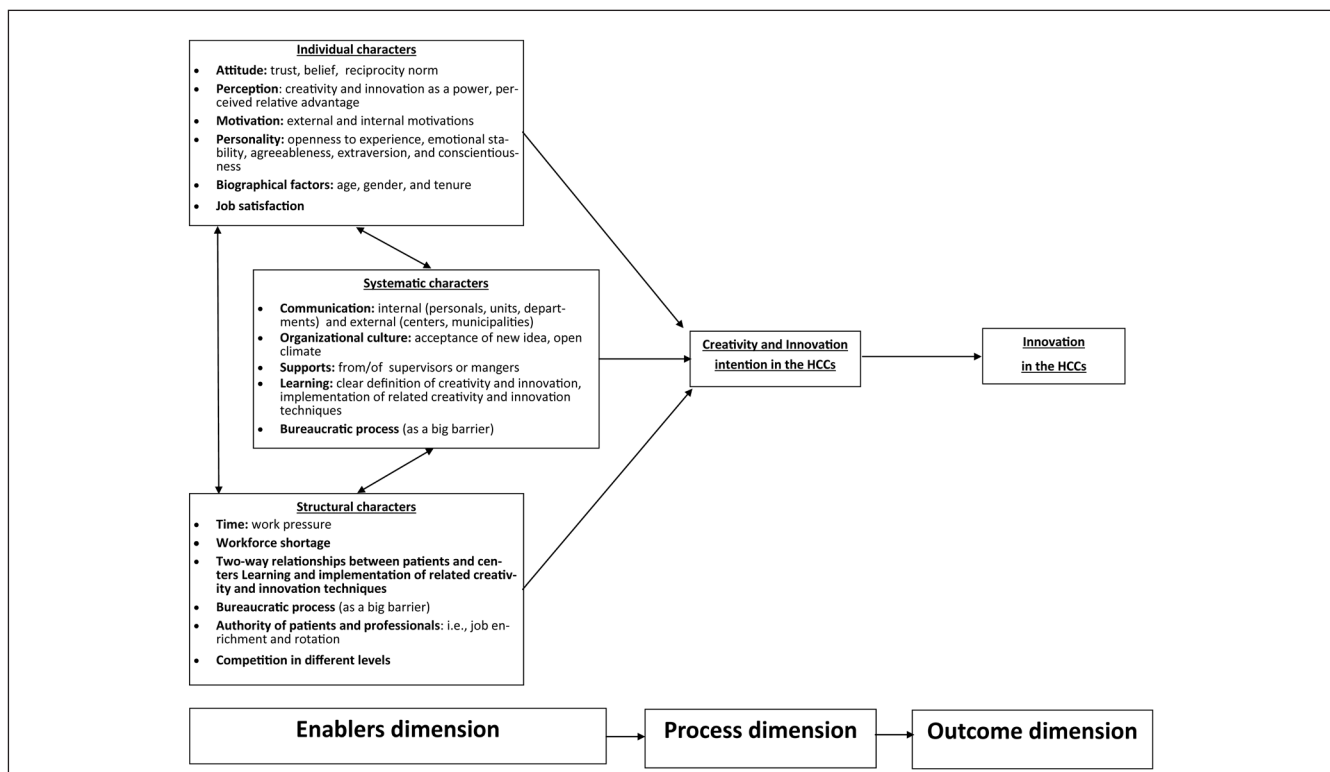 Individual characters
• Attitude: trust, belief, reciprocity norm
• Perception: creativity and innovation as a power, per-
ceived relative advantage
• Motivation: external and internal motivations
• Personality: openness to experience, emotional sta-
bility, agreeableness, extraversion, and conscientious-
ness
• Biographical factors: age, gender, and tenure
• Job satisfaction
Systematic characters
• Communication: internal (personals, units, depart-
ments) and external (centers, municipalities)
• Organizational culture: acceptance of new idea, open
climate
• Supports: from/of supervisors or mangers
• Learning: clear definition of creativity and innovation,
implementation of related creativity and innovation
techniques
• Bureaucratic process (as a big barrier)
Structural characters
• Time: work pressure
• Workforce shortage
• Two-way relationships between patients and cen-
ters Learning and implementation of related creativ-
ity and innovation techniques
• Bureaucratic process (as a big barrier)
• Authority of patients and professionals: i.e., job en-
richment and rotation
• Competition in different levels
Creativity and Innovation
intention in the HCCs
Innovation
in the HCCs
Enablers dimension
Process dimension
Outcome dimension